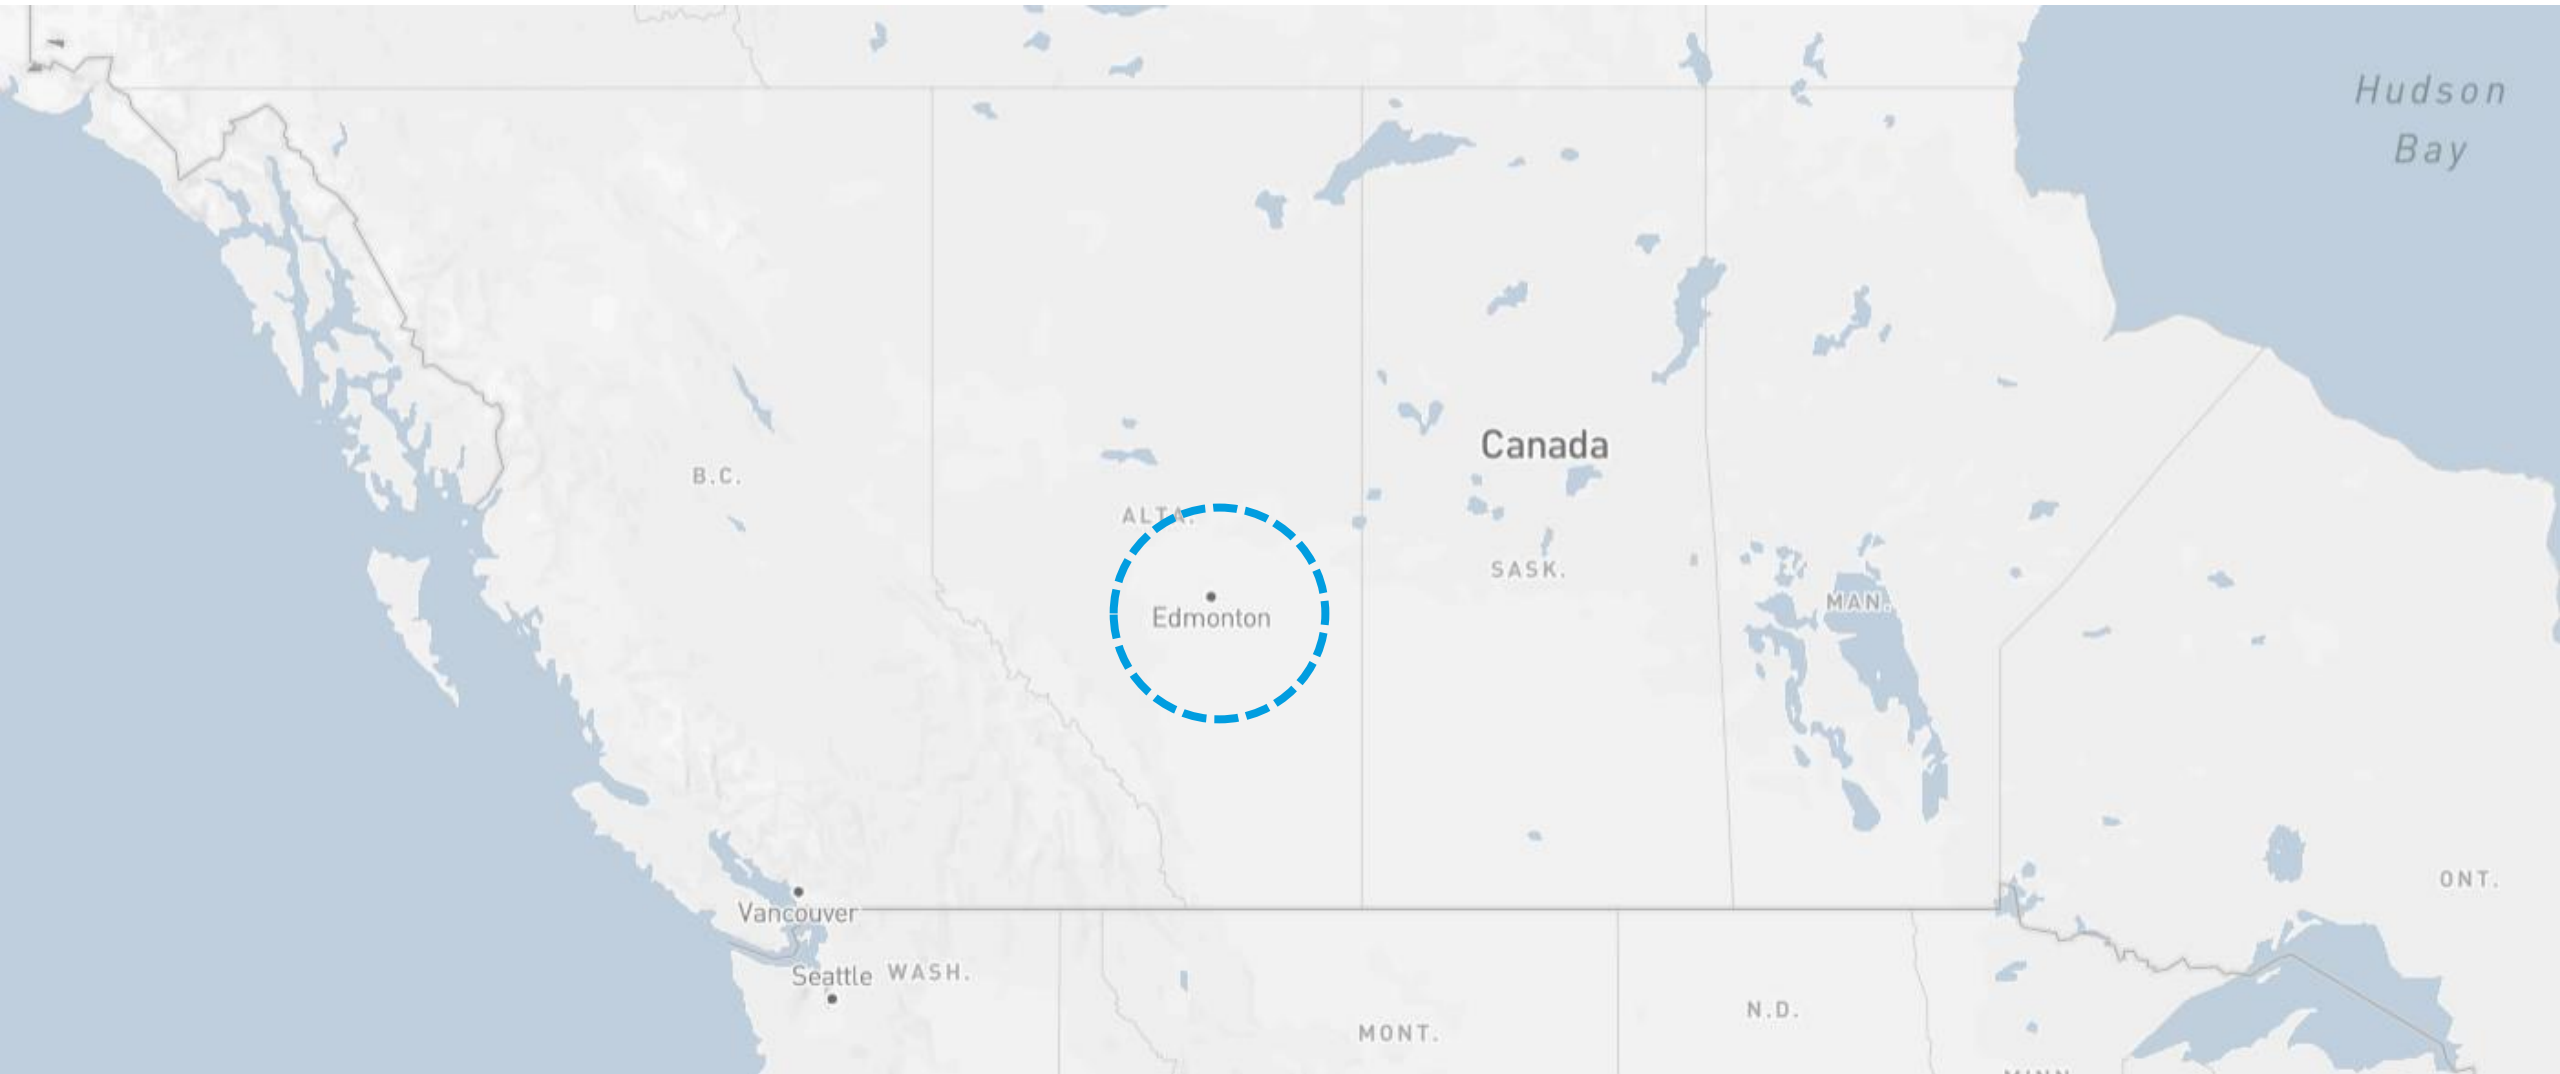 Hudson
Bay
Canada
B.C.
ALTA.
SASK.
MAN.
Edmonton
ONT.
Vancouver
Seattle
WASH.
N.D.
MONT.